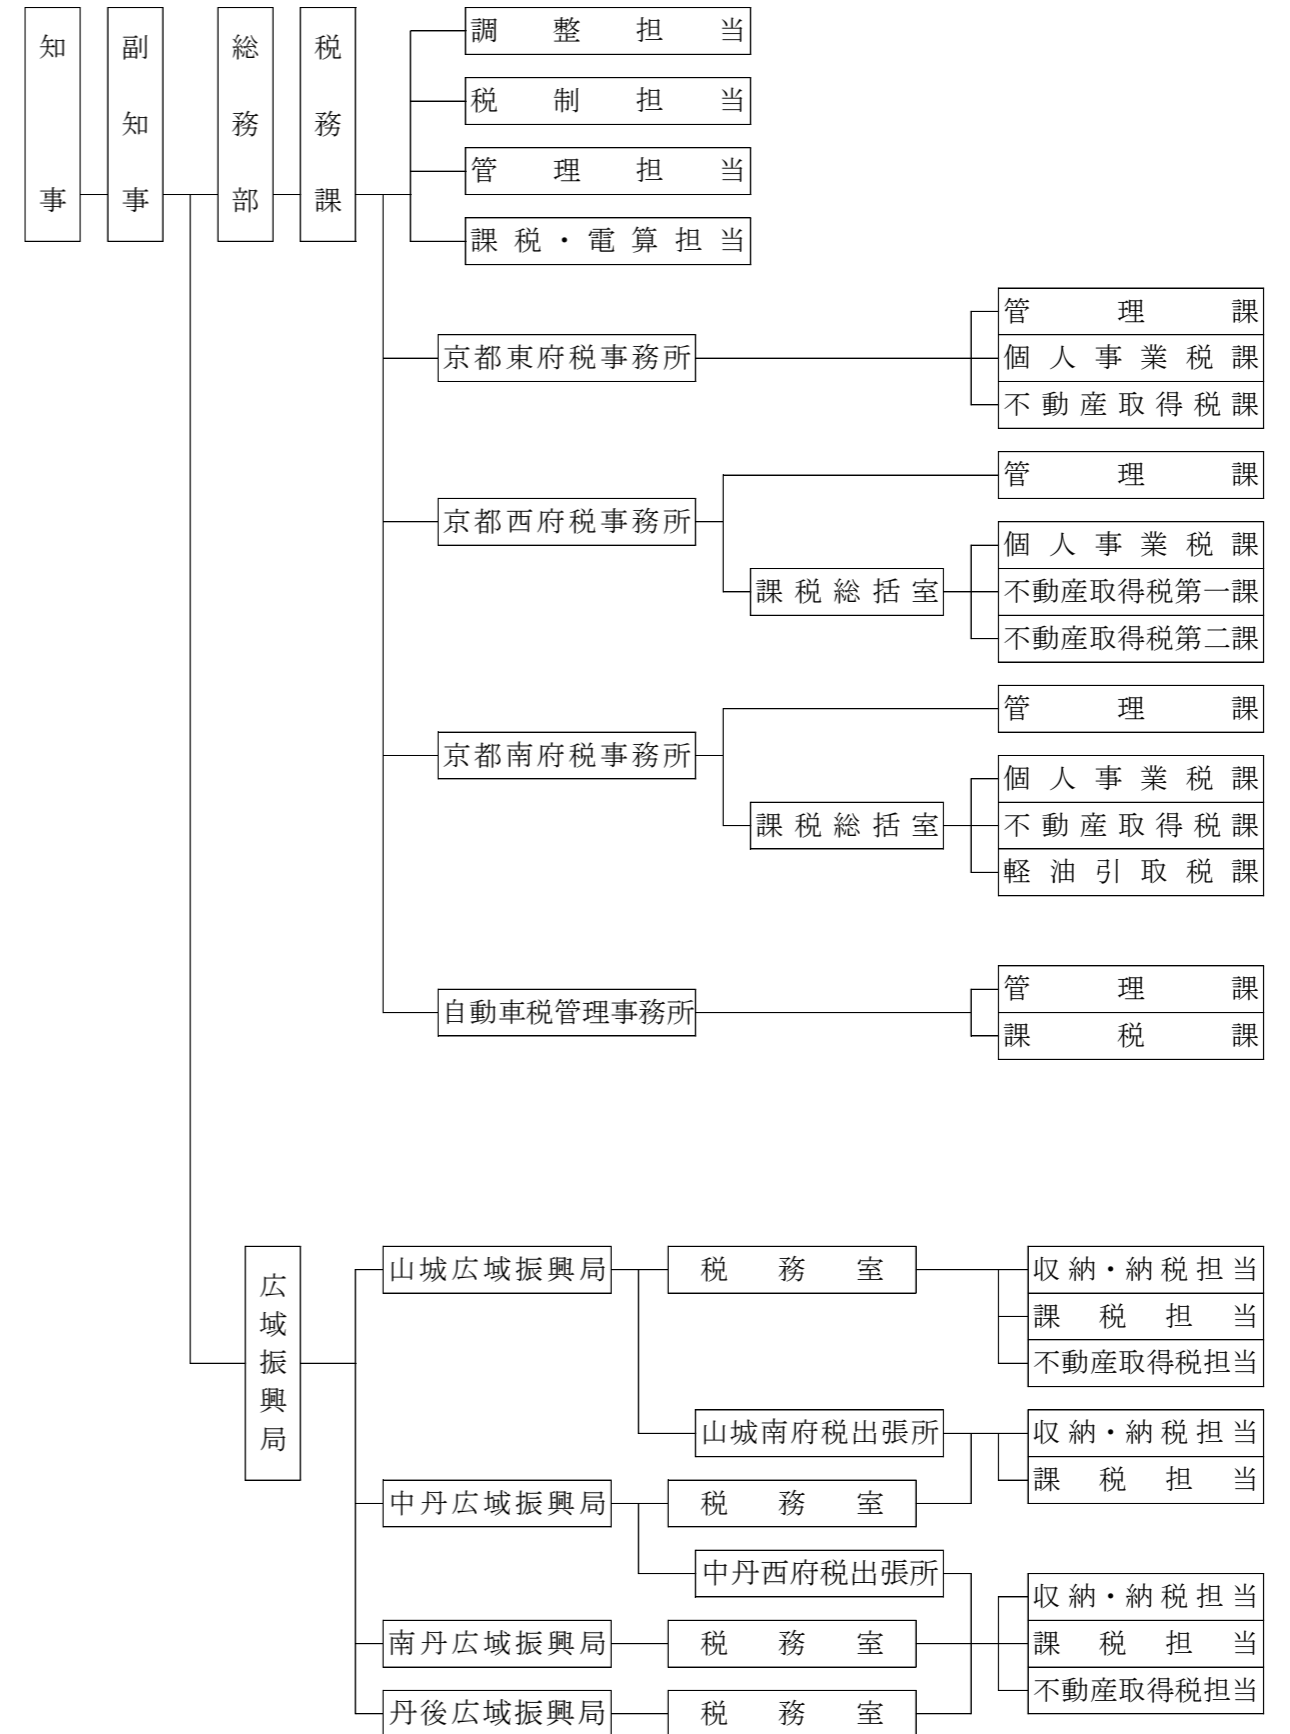 知事
副知事
総務部
税務課
調整担当
税制担当
管理担当
課税・電算担当
京都東府税事務所
管理課
個人事業税課
不動産取得税課
京都西府税事務所
管理課
課税総括室
個人事業税課
不動産取得税第一課
不動産取得税第二課
京都南府税事務所
管理課
課税総括室
個人事業税課
不動産取得税課
軽油引取税課
自動車税管理事務所
管理課
課税課
広域振興局
山城広域振興局
税務室
収納・納税担当
課税担当
不動産取得税担当
山城南府税出張所
収納・納税担当
課税担当
中丹広域振興局
税務室
中丹西府税出張所
収納・納税担当
課税担当
不動産取得税担当
南丹広域振興局
税務室
丹後広域振興局
税務室